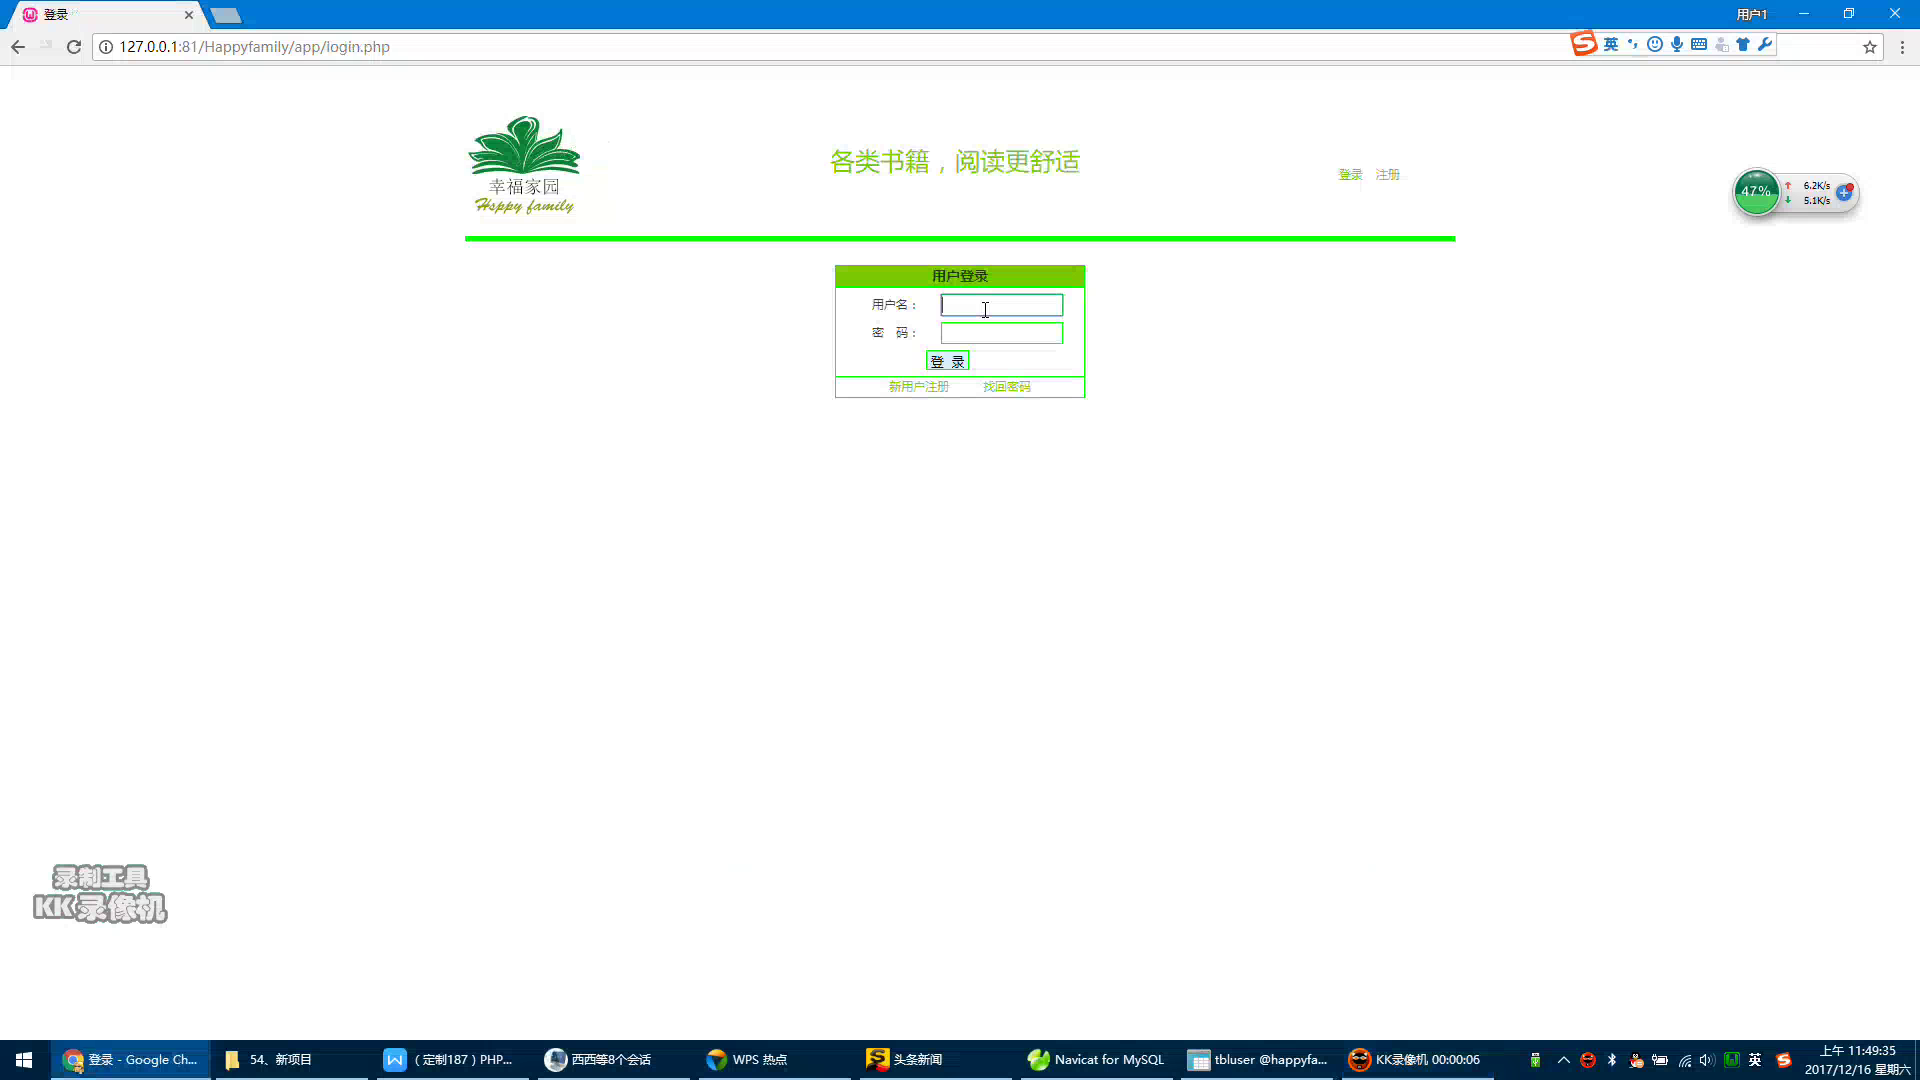 登录
用户1
127.0.0.1:81/Happyfamily/app/login.php
英
各类书籍，阅读更舒适
登录 注册
幸福家园
Hsppy family
47%
6.2K/s
5.1K/s
用户登录
用户名：
密 码：
登 录
新用户注册 找回密码
录制工具
KK录像机
登录 - Google Ch...
54、新项目
（定制187）PHP...
西西等8个会话
WPS 热点
头条新闻
Navicat for MySQL
tbluser @happyfa...
KK录像机 00:00:06
英
上午 11:49:35
2017/12/16 星期六